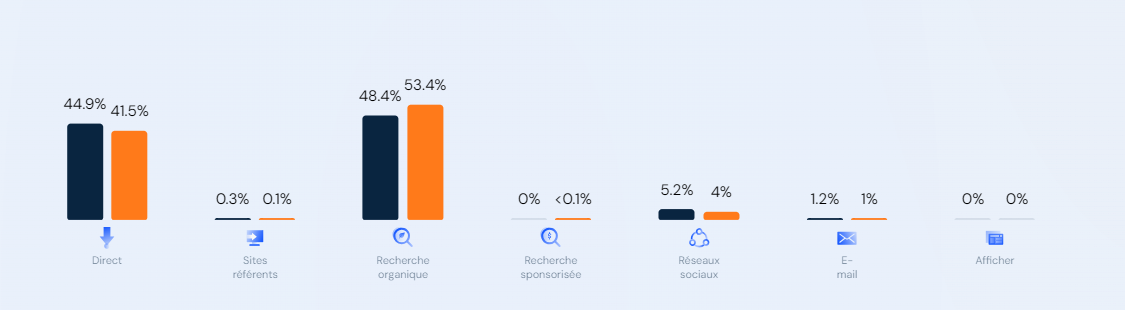 44.9% 41.5%
0.3% 0.1%
48.4% 53.4%
0% <0.1%
5.2% 4%
1.2% 1%
0% 0%
Direct
Sites
référents
Recherche
organique
Recherche
sponsorisée
Réseaux
sociaux
E-
mail
Afficher